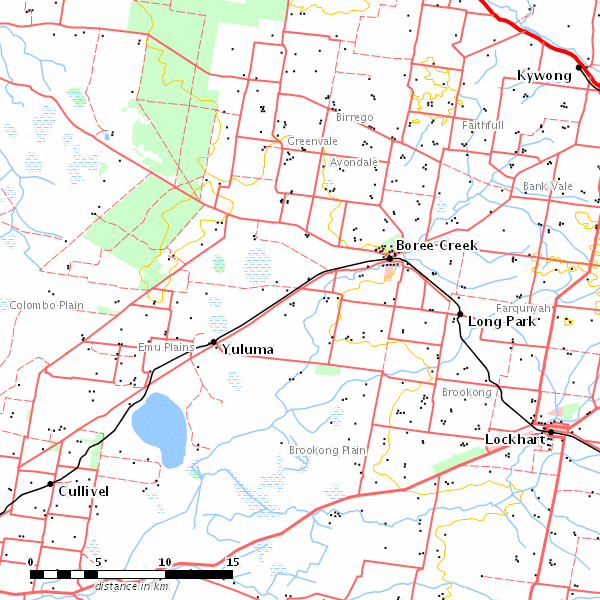 Kywong
Birrego
Faithfull
Greenvale
Avondale
Bank Vale
Boree Creek
Colombo Plain
Farqunyah
Long Park
Emu Plains
Yuluma
Brookong
Lockhart
Brookong Plain
Cullivel
0 5 10 15
distance in km